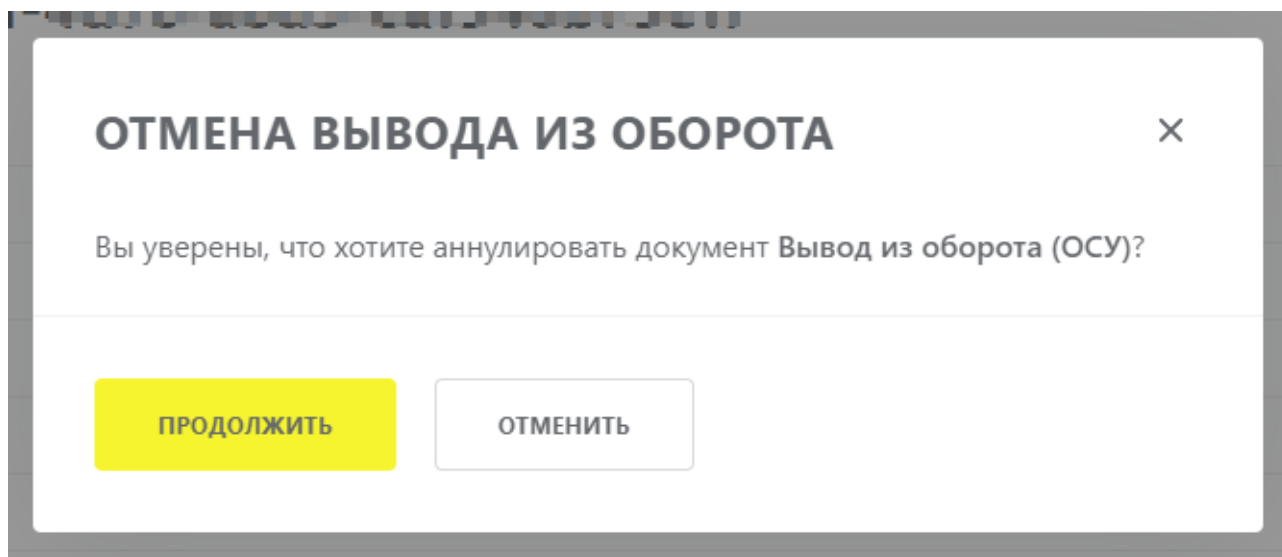 ОТМЕНА ВЫВОДА ИЗ ОБОРОТА
Вы уверены, что хотите аннулировать документ Вывод из оборота (ОСУ)?
ПРОДОЛЖИТЬ
ОТМЕНИТЬ